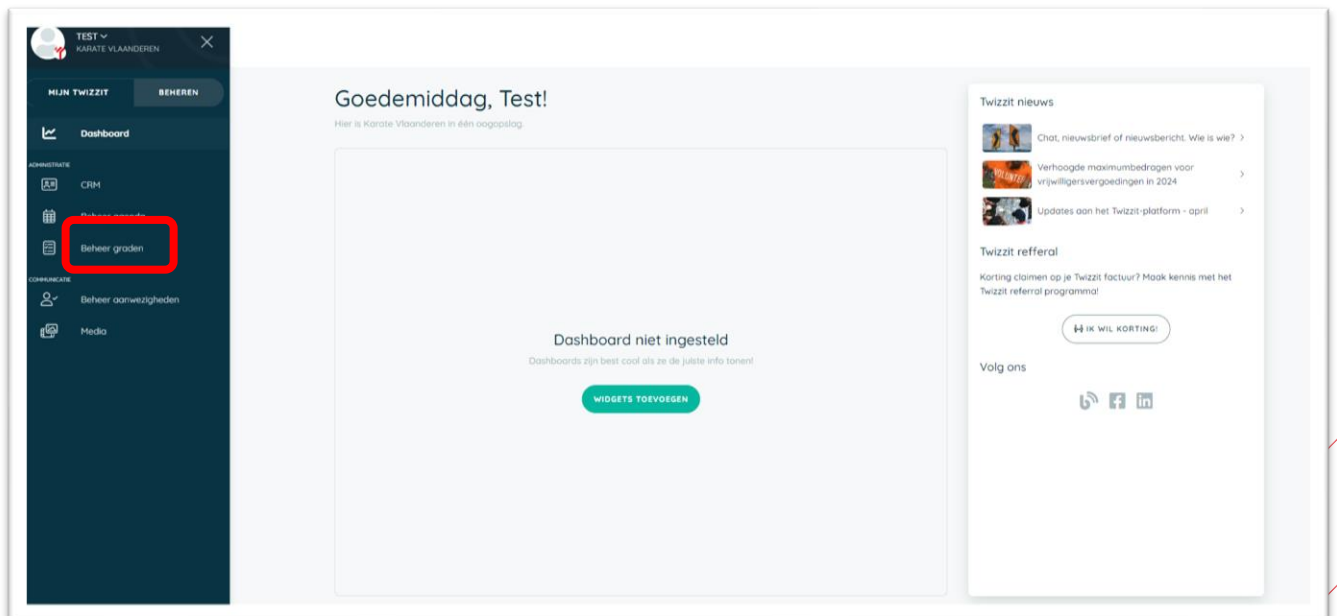 TEST
KARATE VLAANDEREN
MIJN TWIZZIT
BEHEREN
Dashboard
ADMINISTRATIE
CRM
Beheer agenda
Beheer graden
COMMUNICATIE
Beheer aanwezigheden
Media
Goedemiddag, Test!
Hier is Karate Vlaanderen in één oogopslag.
Dashboard niet ingesteld
Dashboards zijn best cool als ze de juiste info tonen!
WIDGETS TOEVOEGEN
Twizzit nieuws
Chat, nieuwsbrief of nieuwsbericht. Wie is wie?
Verhoogde maximumbedragen voor
vrijwilligersvergoedingen in 2024
Updates aan het Twizzit-platform - april
Twizzit refferal
Korting claimen op je Twizzit factuur? Maak kennis met het
Twizzit referral programma!
IK WIL KORTING!
Volg ons